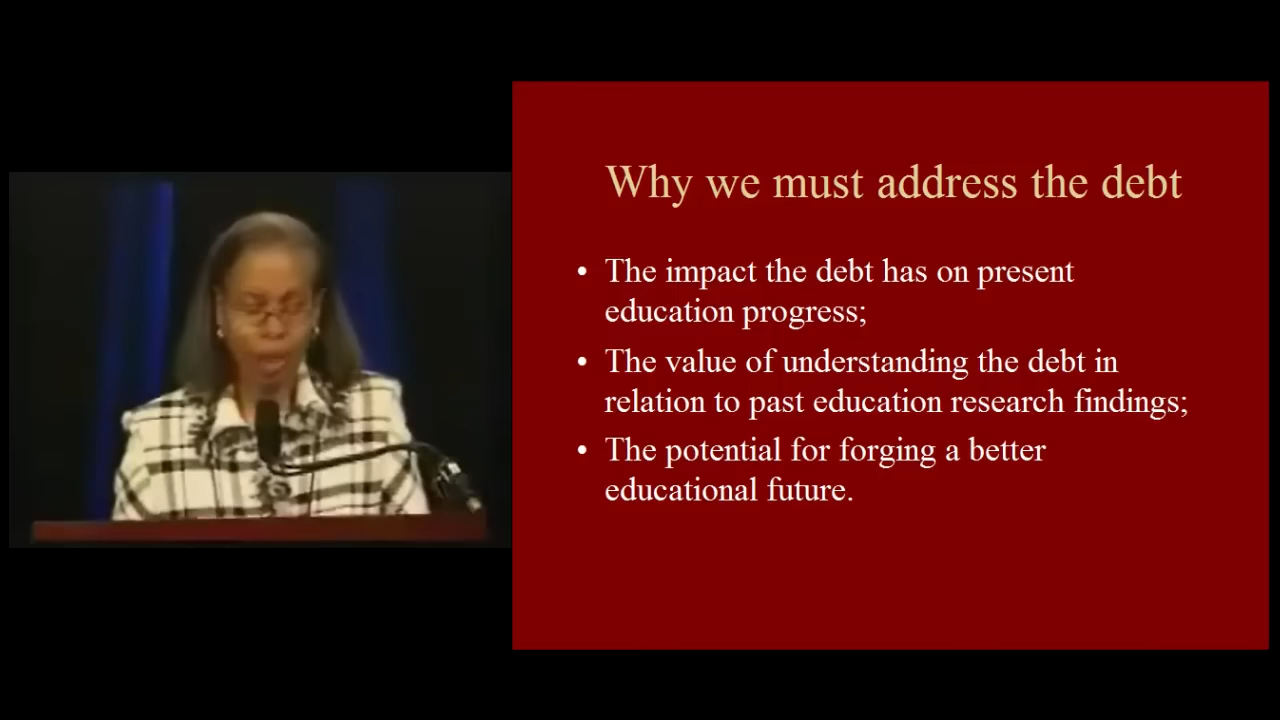 Why we must address the debt
• The impact the debt has on present
education progress;
• The value of understanding the debt in
relation to past education research findings;
• The potential for forging a better
educational future.